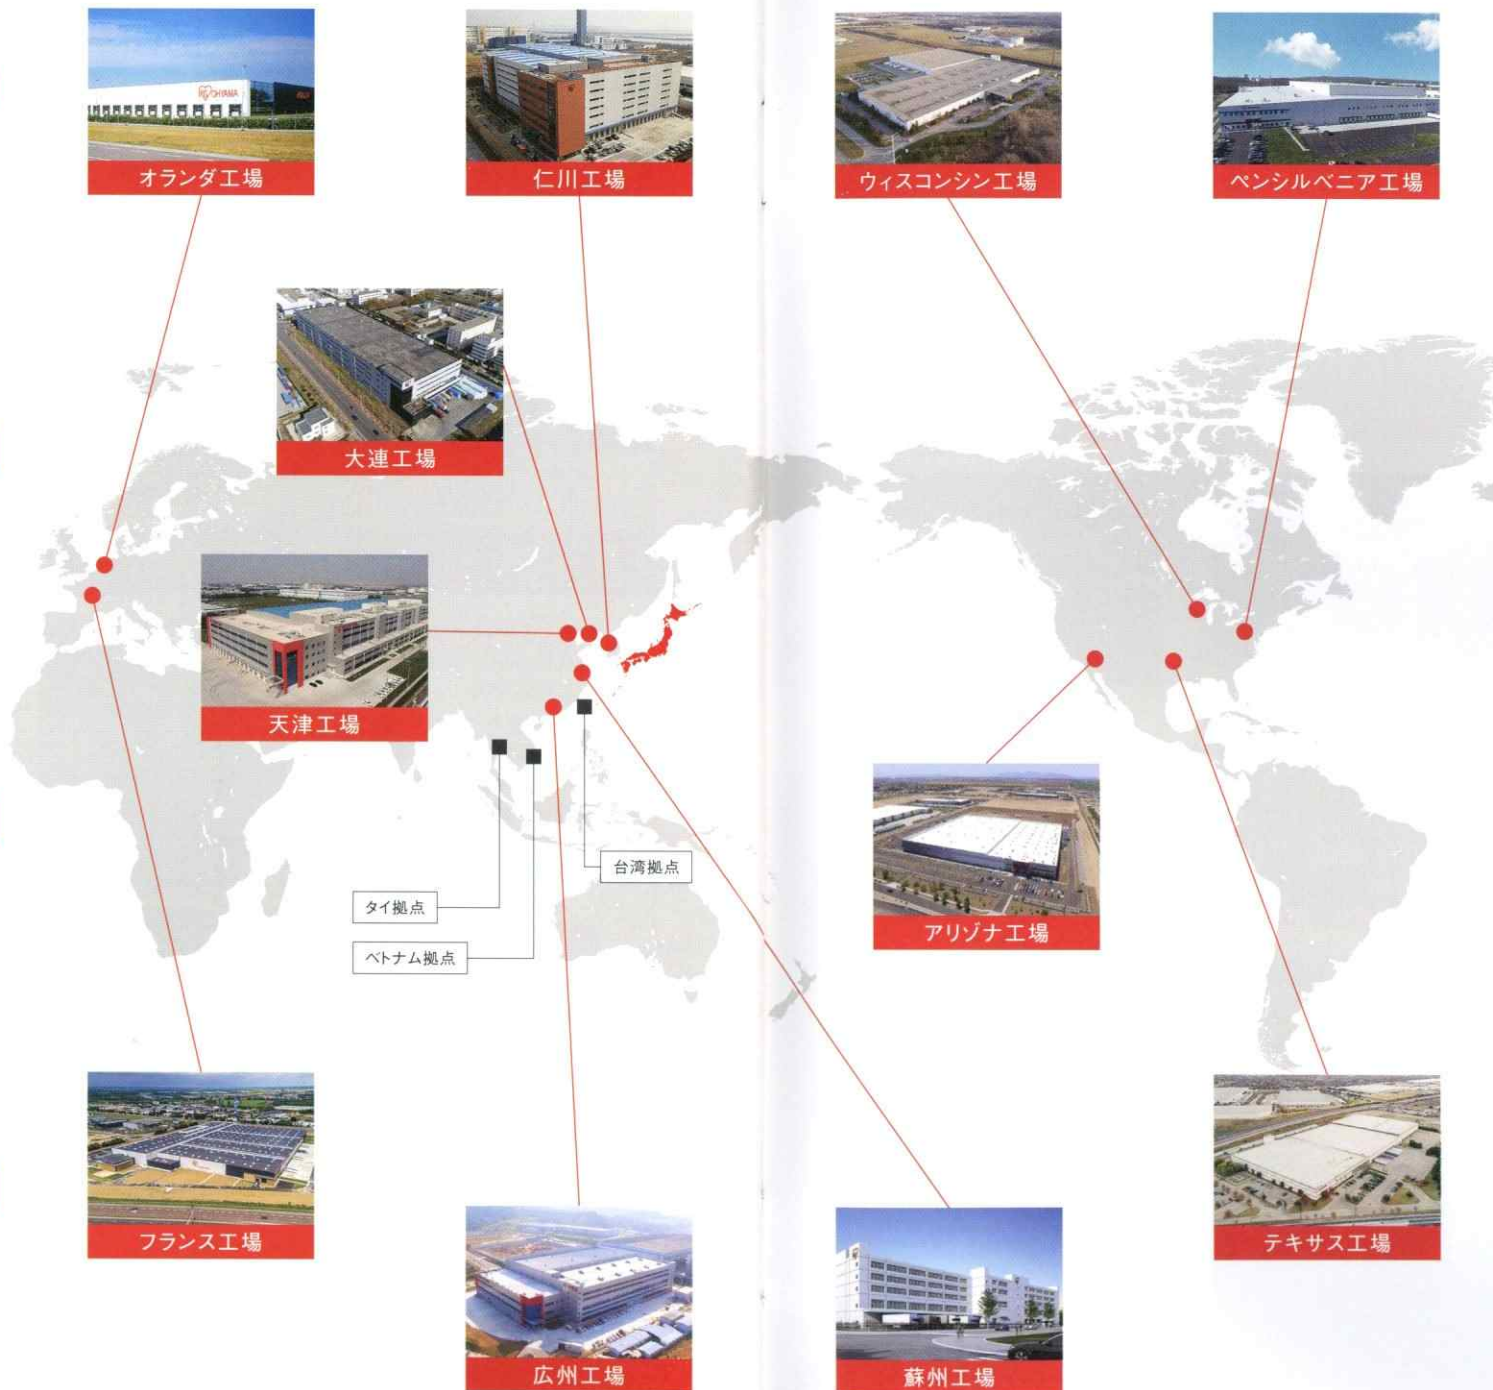 IRIS OHYAMA
オランダ工場
仁川工場
ウィスコンシン工場
ペンシルベニア工場
大連工場
天津工場
台湾拠点
タイ拠点
ベトナム拠点
アリゾナ工場
フランス工場
テキサス工場
広州工場
蘇州工場